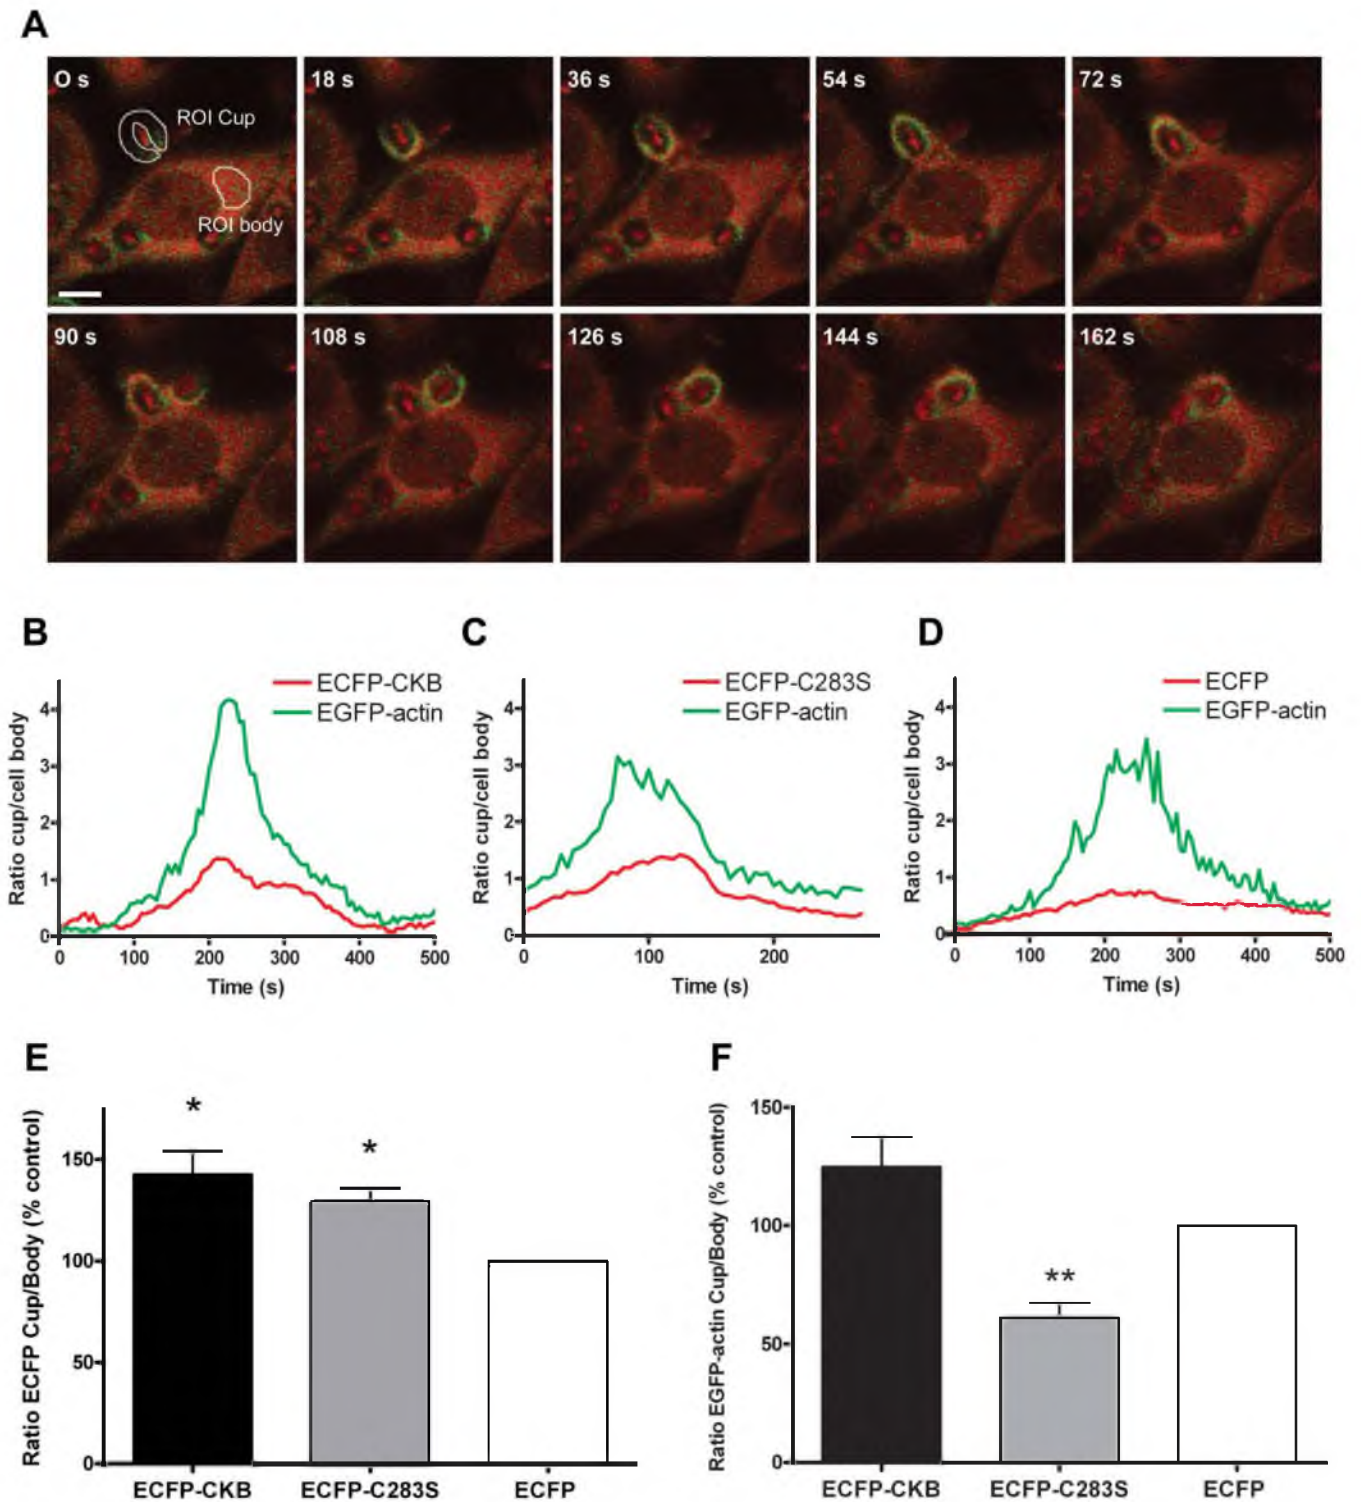 A
O s
18 s
36 s
54 s
72 s
ROI Cup
ROI body
90 s
108 s
126 s
144 s
162 s
B
C
D
ECFP-CKB
EGFP-actin
Ratio cup/cell body
4
3
2
1
0
0 100 200 300 400 500
Time (s)
ECFP-C283S
EGFP-actin
Ratio cup/cell body
4
3
2
1
0
0 100 200
Time (s)
ECFP
EGFP-actin
Ratio cup/cell body
4
3
2
1
0
0 100 200 300 400 500
Time (s)
E
Ratio ECFP Cup/Body (% control)
150
100
50
0
*
*
ECFP-CKB ECFP-C283S ECFP
F
Ratio EGFP-actin Cup/Body (% control)
150
100
50
0
**
ECFP-CKB ECFP-C283S ECFP